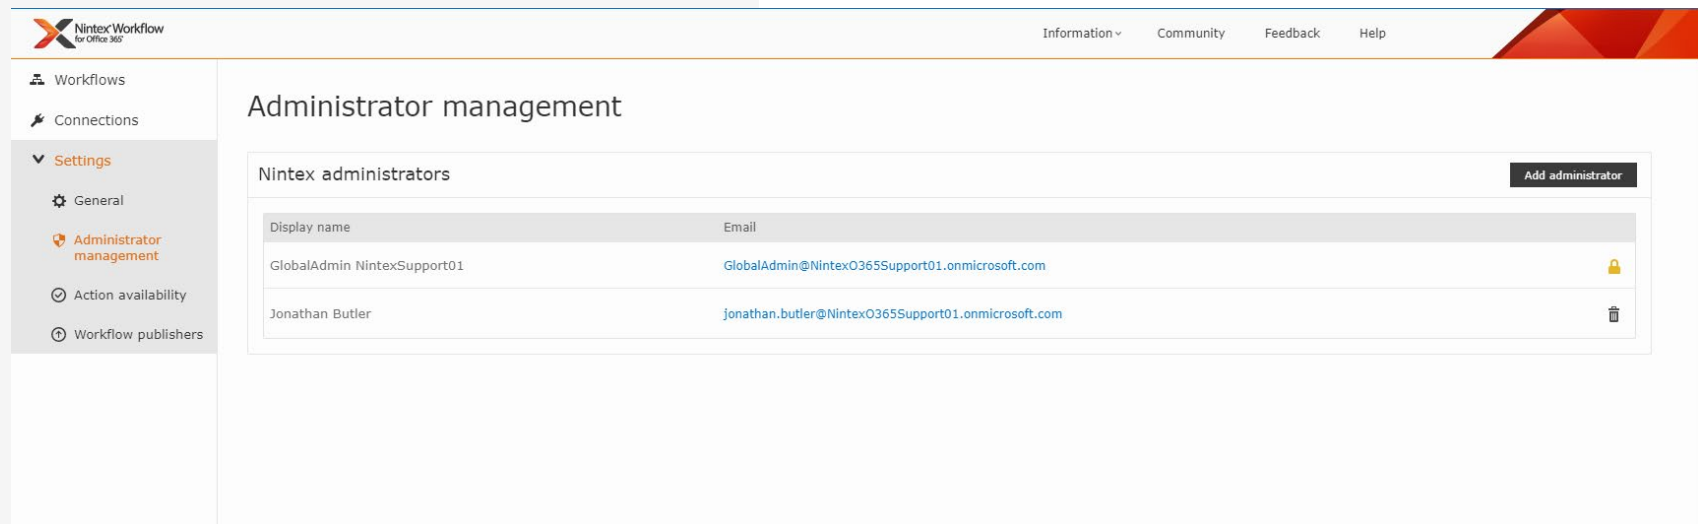 Nintex Workflow
for Office 365
Information
Community
Feedback
Help
Workflows
Connections
Settings
General
Administrator
management
Action availability
Workflow publishers
Administrator management
Nintex administrators
Add administrator
Display name
Email
GlobalAdmin NintexSupport01
GlobalAdmin@NintexO365Support01.onmicrosoft.com
Jonathan Butler
jonathan.butler@NintexO365Support01.onmicrosoft.com